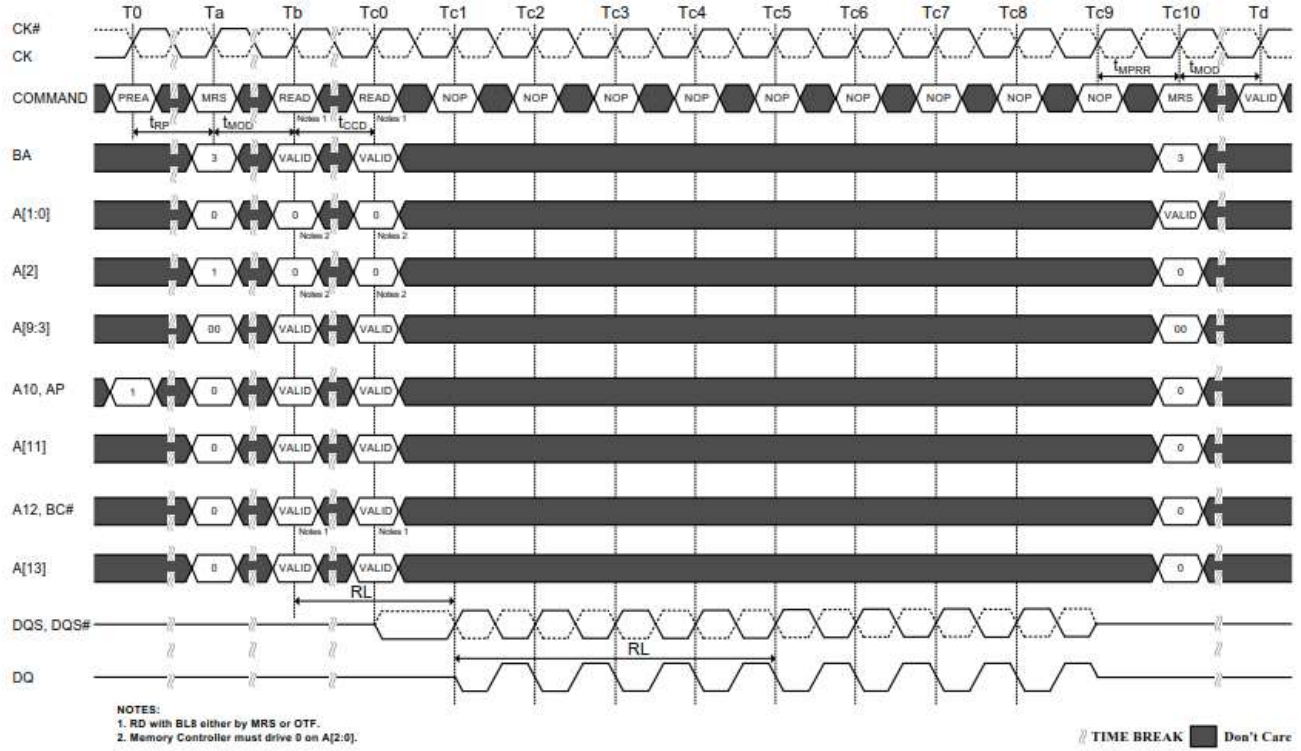 T0 Ta Tb Tc0 Tc1 Tc2 Tc3 Tc4 Tc5 Tc6 Tc7 Tc8 Tc9 Tc10 Td
CK#
CK
tMPRR tMOD
COMMAND PREA MRS READ READ NOP NOP NOP NOP NOP NOP NOP NOP NOP MRS VALID
Notes 1 Notes 1
tRP tMOD tCCD
BA 3 VALID VALID 3
A[1:0] 0 0 0 VALID
Notes 2 Notes 2
A[2] 1 0 0 0
Notes 2 Notes 2
A[9:3] 00 VALID VALID 00
A10, AP 1 0 VALID VALID 0
A[11] 0 VALID VALID 0
A12, BC# 0 VALID VALID 0
Notes 1 Notes 1
A[13] 0 VALID VALID 0
RL
DQS, DQS#
RL
DQ
NOTES:
1. RD with BL8 either by MRS or OTF.
2. Memory Controller must drive 0 on A[2:0].
TIME BREAK Don't Care